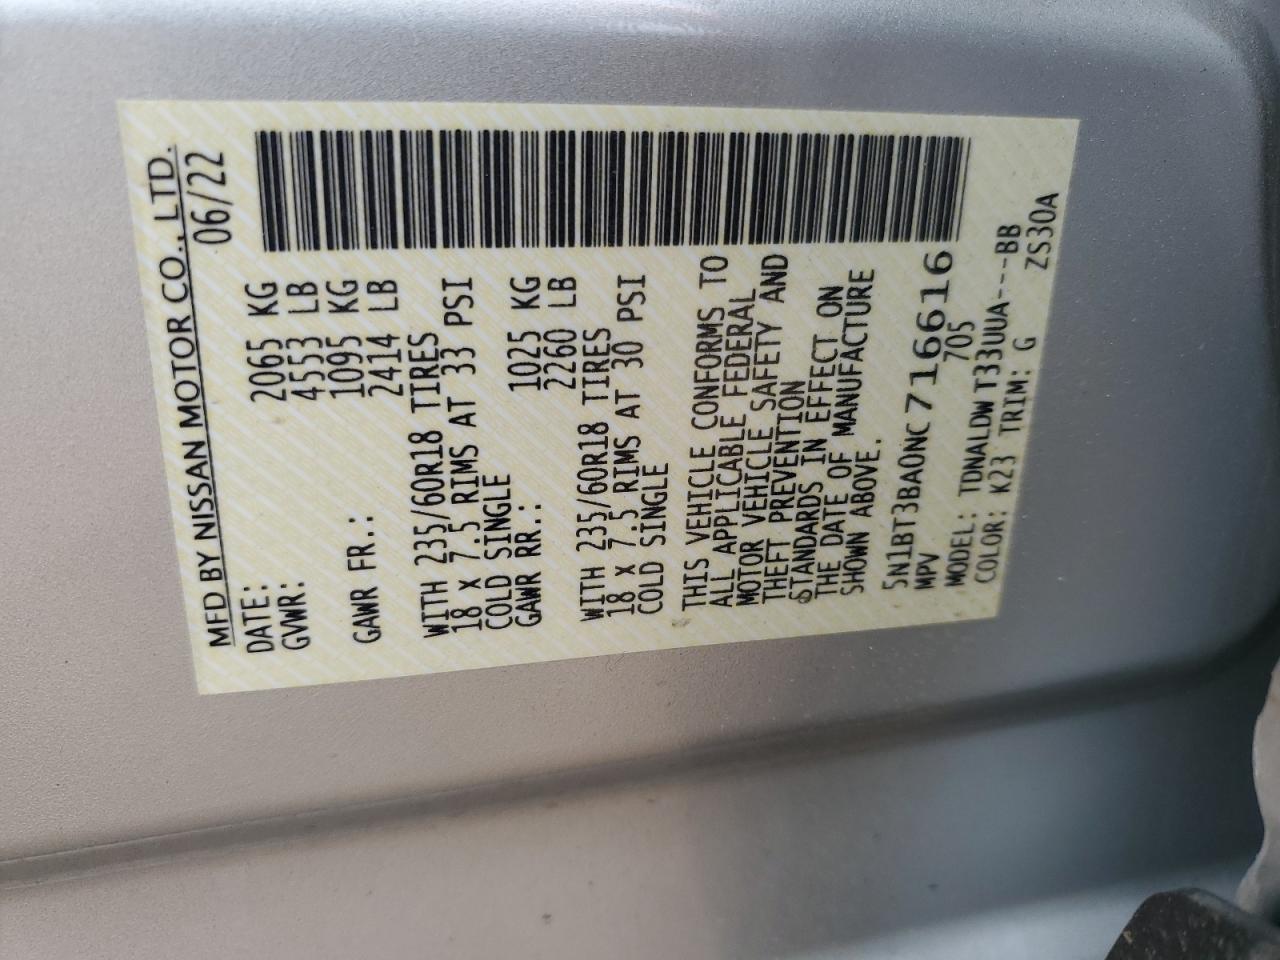 MFD BY NISSAN MOTOR CO., LTD.
DATE: 06/22
GVWR: 2065 KG
4553 LB
GAWR FR.: 1095 KG
2414 LB
WITH 235/60R18 TIRES
18 X 7.5 RIMS AT 33 PSI
COLD SINGLE
GAWR RR.: 1025 KG
2260 LB
WITH 235/60R18 TIRES
18 X 7.5 RIMS AT 30 PSI
COLD SINGLE
THIS VEHICLE CONFORMS TO
ALL APPLICABLE FEDERAL
MOTOR VEHICLE SAFETY AND
THEFT PREVENTION
STANDARDS IN EFFECT ON
THE DATE OF MANUFACTURE
SHOWN ABOVE.
5N1BT3BA0NC716616
MPV 705
MODEL: TDNALDWT33UUA----BB
COLOR: K23 TRIM: G ZS30A